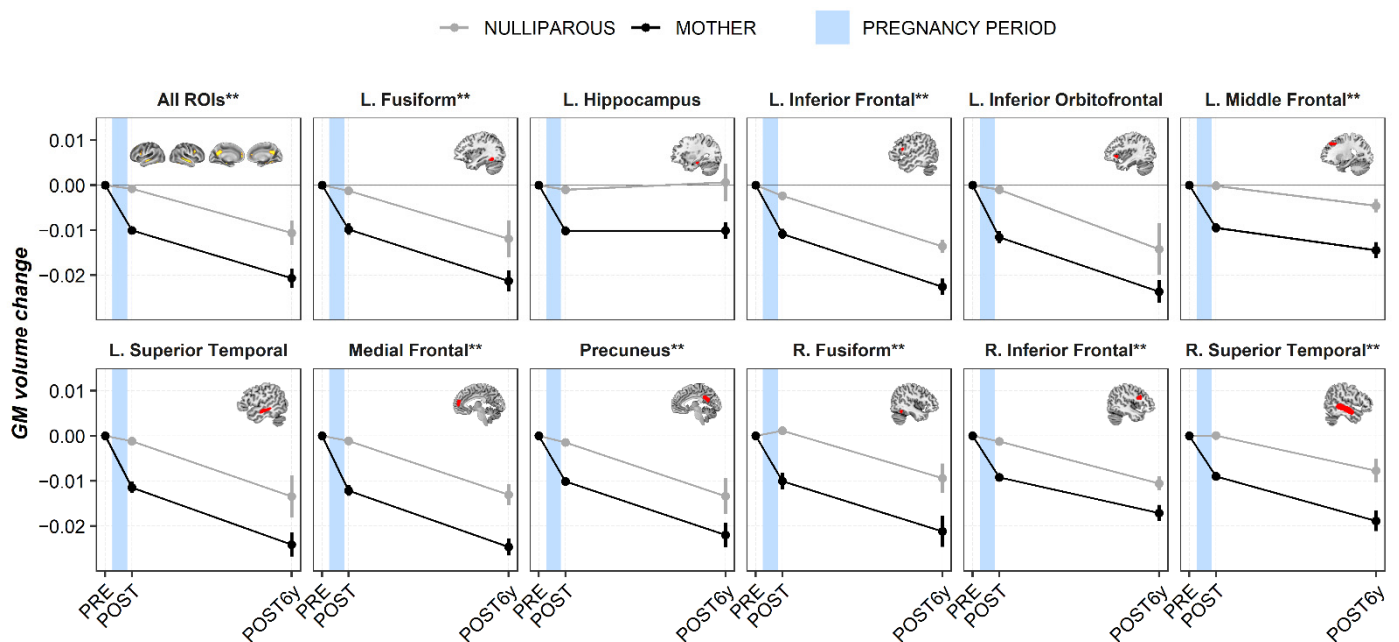 NULLIPAROUS MOTHER PREGNANCY PERIOD
All ROIs** L. Fusiform** L. Hippocampus L. Inferior Frontal** L. Inferior Orbitofrontal L. Middle Frontal**
0.01
0.00
−0.01
−0.02
L. Superior Temporal Medial Frontal** Precuneus** R. Fusiform** R. Inferior Frontal** R. Superior Temporal**
GM volume change
0.01
0.00
−0.01
−0.02
PRE POST POST6y PRE POST POST6y PRE POST POST6y PRE POST POST6y PRE POST POST6y PRE POST POST6y